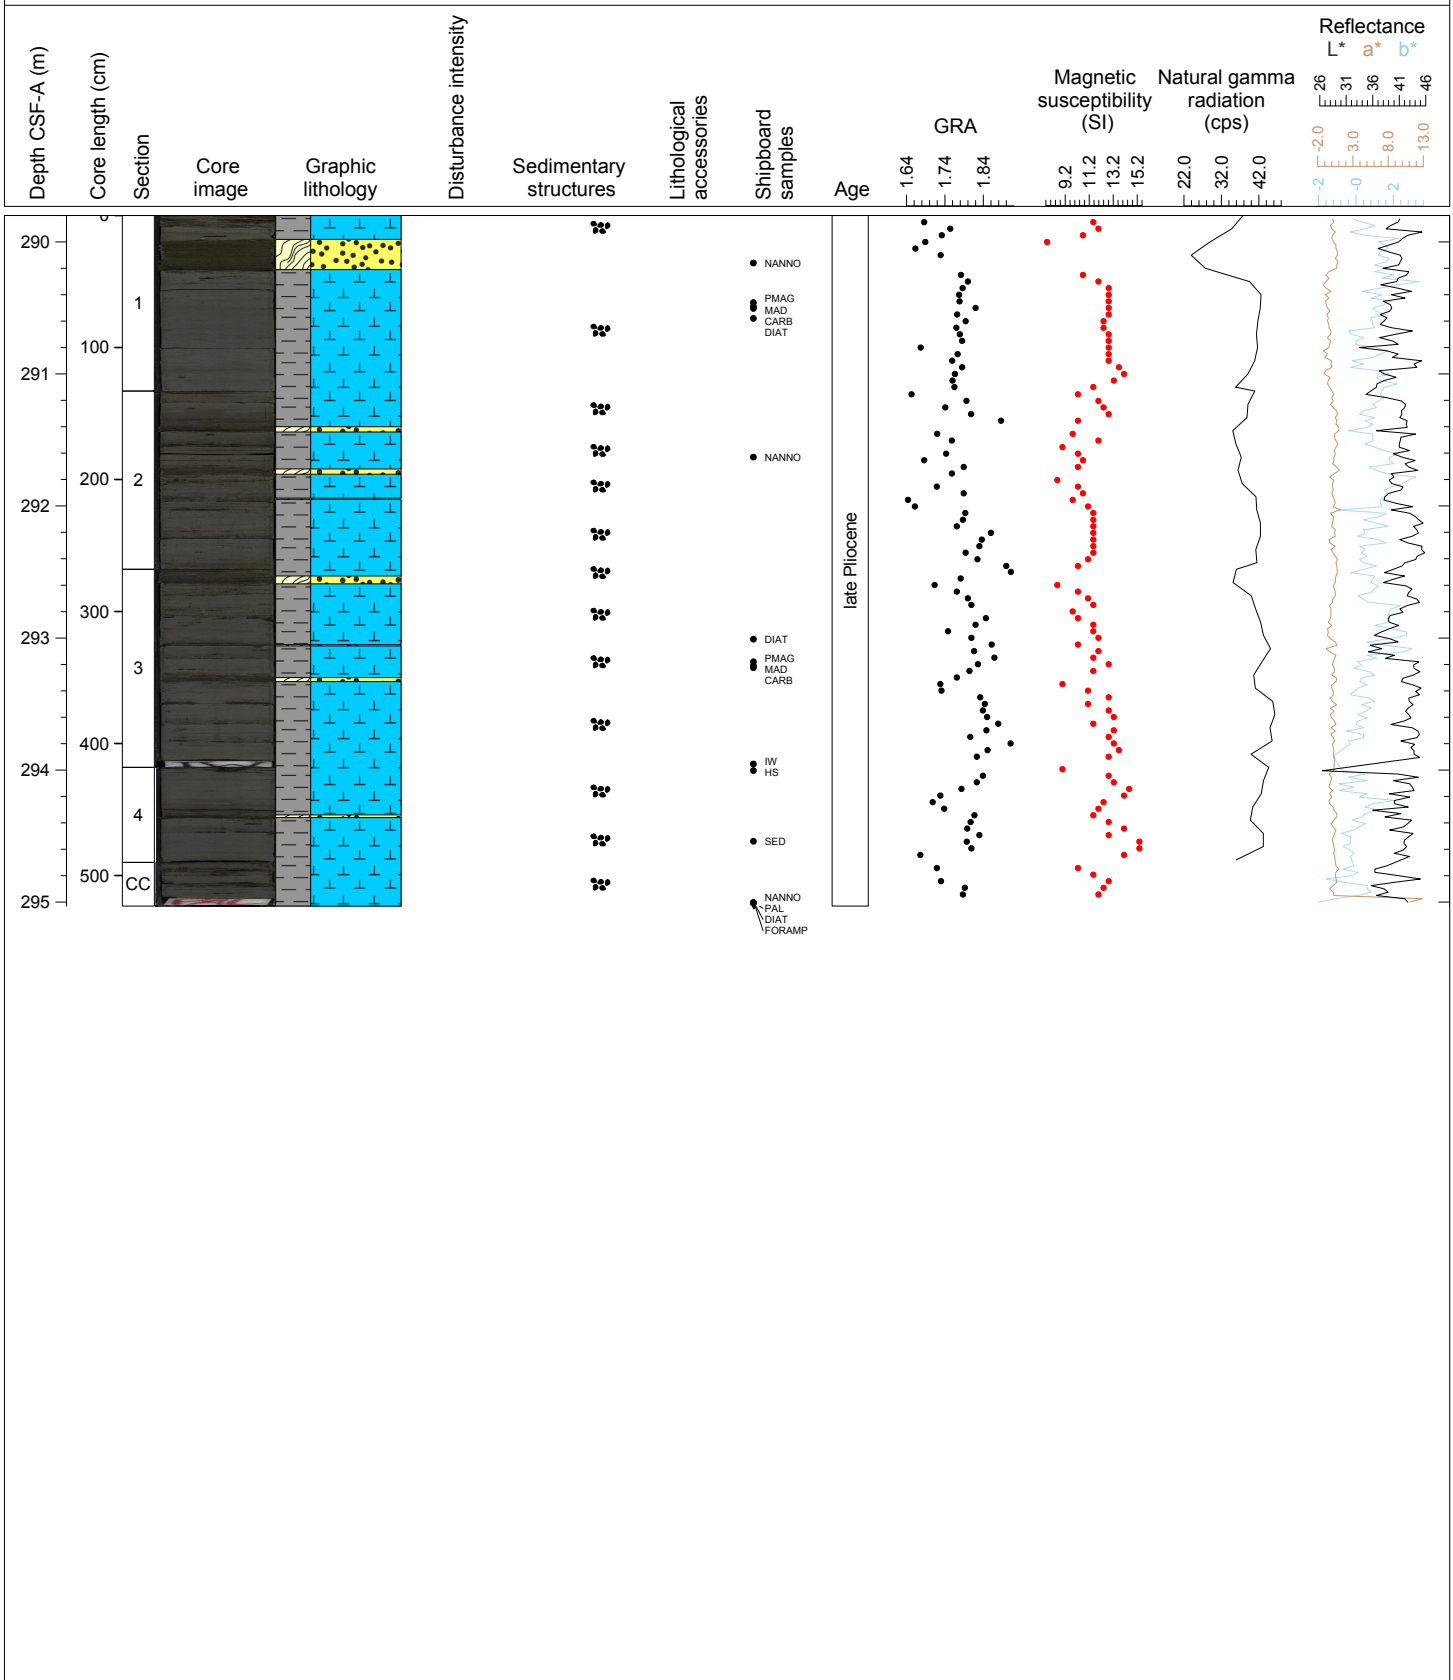 Depth CSF-A (m)
Core length (cm)
Section
Core
image
Graphic
lithology
Disturbance intensity
Sedimentary
structures
Lithological
accessories
Shipboard
samples
Age
GRA
1.64 1.74 1.84
Magnetic
susceptibility
(SI)
9.2 11.2 13.2 15.2
Natural gamma
radiation
(cps)
22.0 32.0 42.0
Reflectance
L* a* b*
26 31 36 41 46
-2.0 3.0 8.0 13.0
-2 -0 2
290
291
292
293
294
295
0
100
200
300
400
500
1
2
3
4
CC
NANNO
PMAG
MAD
CARB
DIAT
NANNO
DIAT
PMAG
MAD
CARB
IW
HS
SED
NANNO
PAL
DIAT
FORAMP
late Pliocene